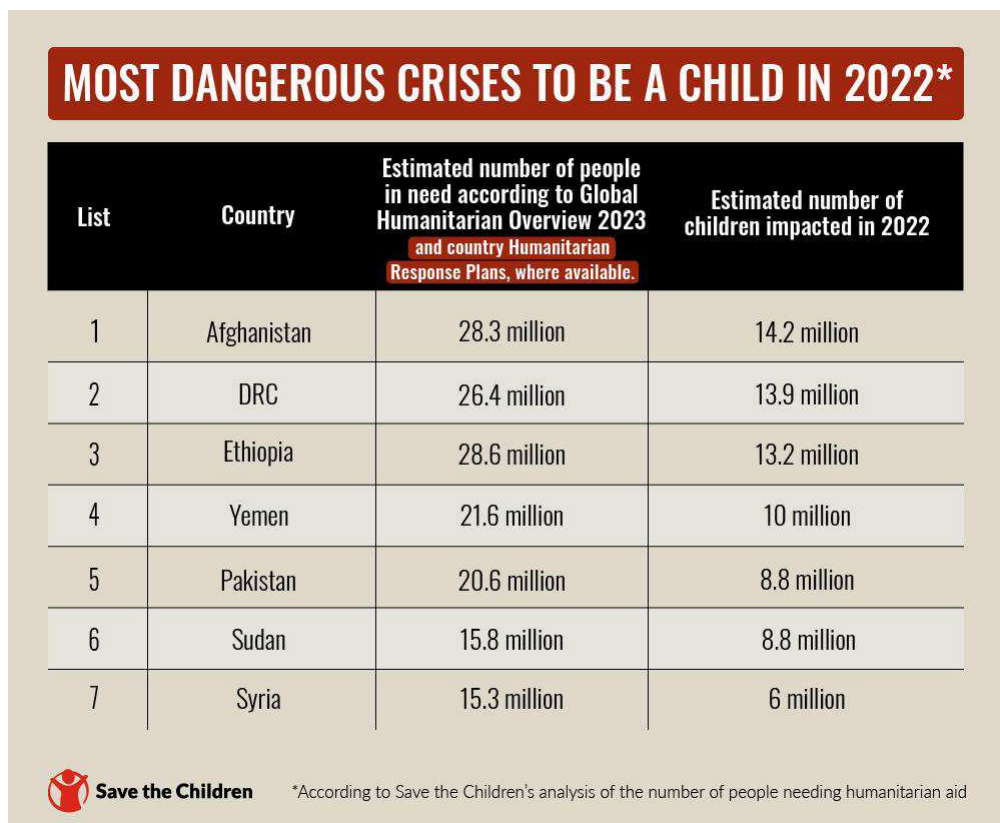 MOST DANGEROUS CRISES TO BE A CHILD IN 2022*
List
Country
Estimated number of people
in need according to Global
Humanitarian Overview 2023
and country Humanitarian
Response Plans, where available.
Estimated number of
children impacted in 2022
1 Afghanistan 28.3 million 14.2 million
2 DRC 26.4 million 13.9 million
3 Ethiopia 28.6 million 13.2 million
4 Yemen 21.6 million 10 million
5 Pakistan 20.6 million 8.8 million
6 Sudan 15.8 million 8.8 million
7 Syria 15.3 million 6 million
Save the Children *According to Save the Children's analysis of the number of people needing humanitarian aid